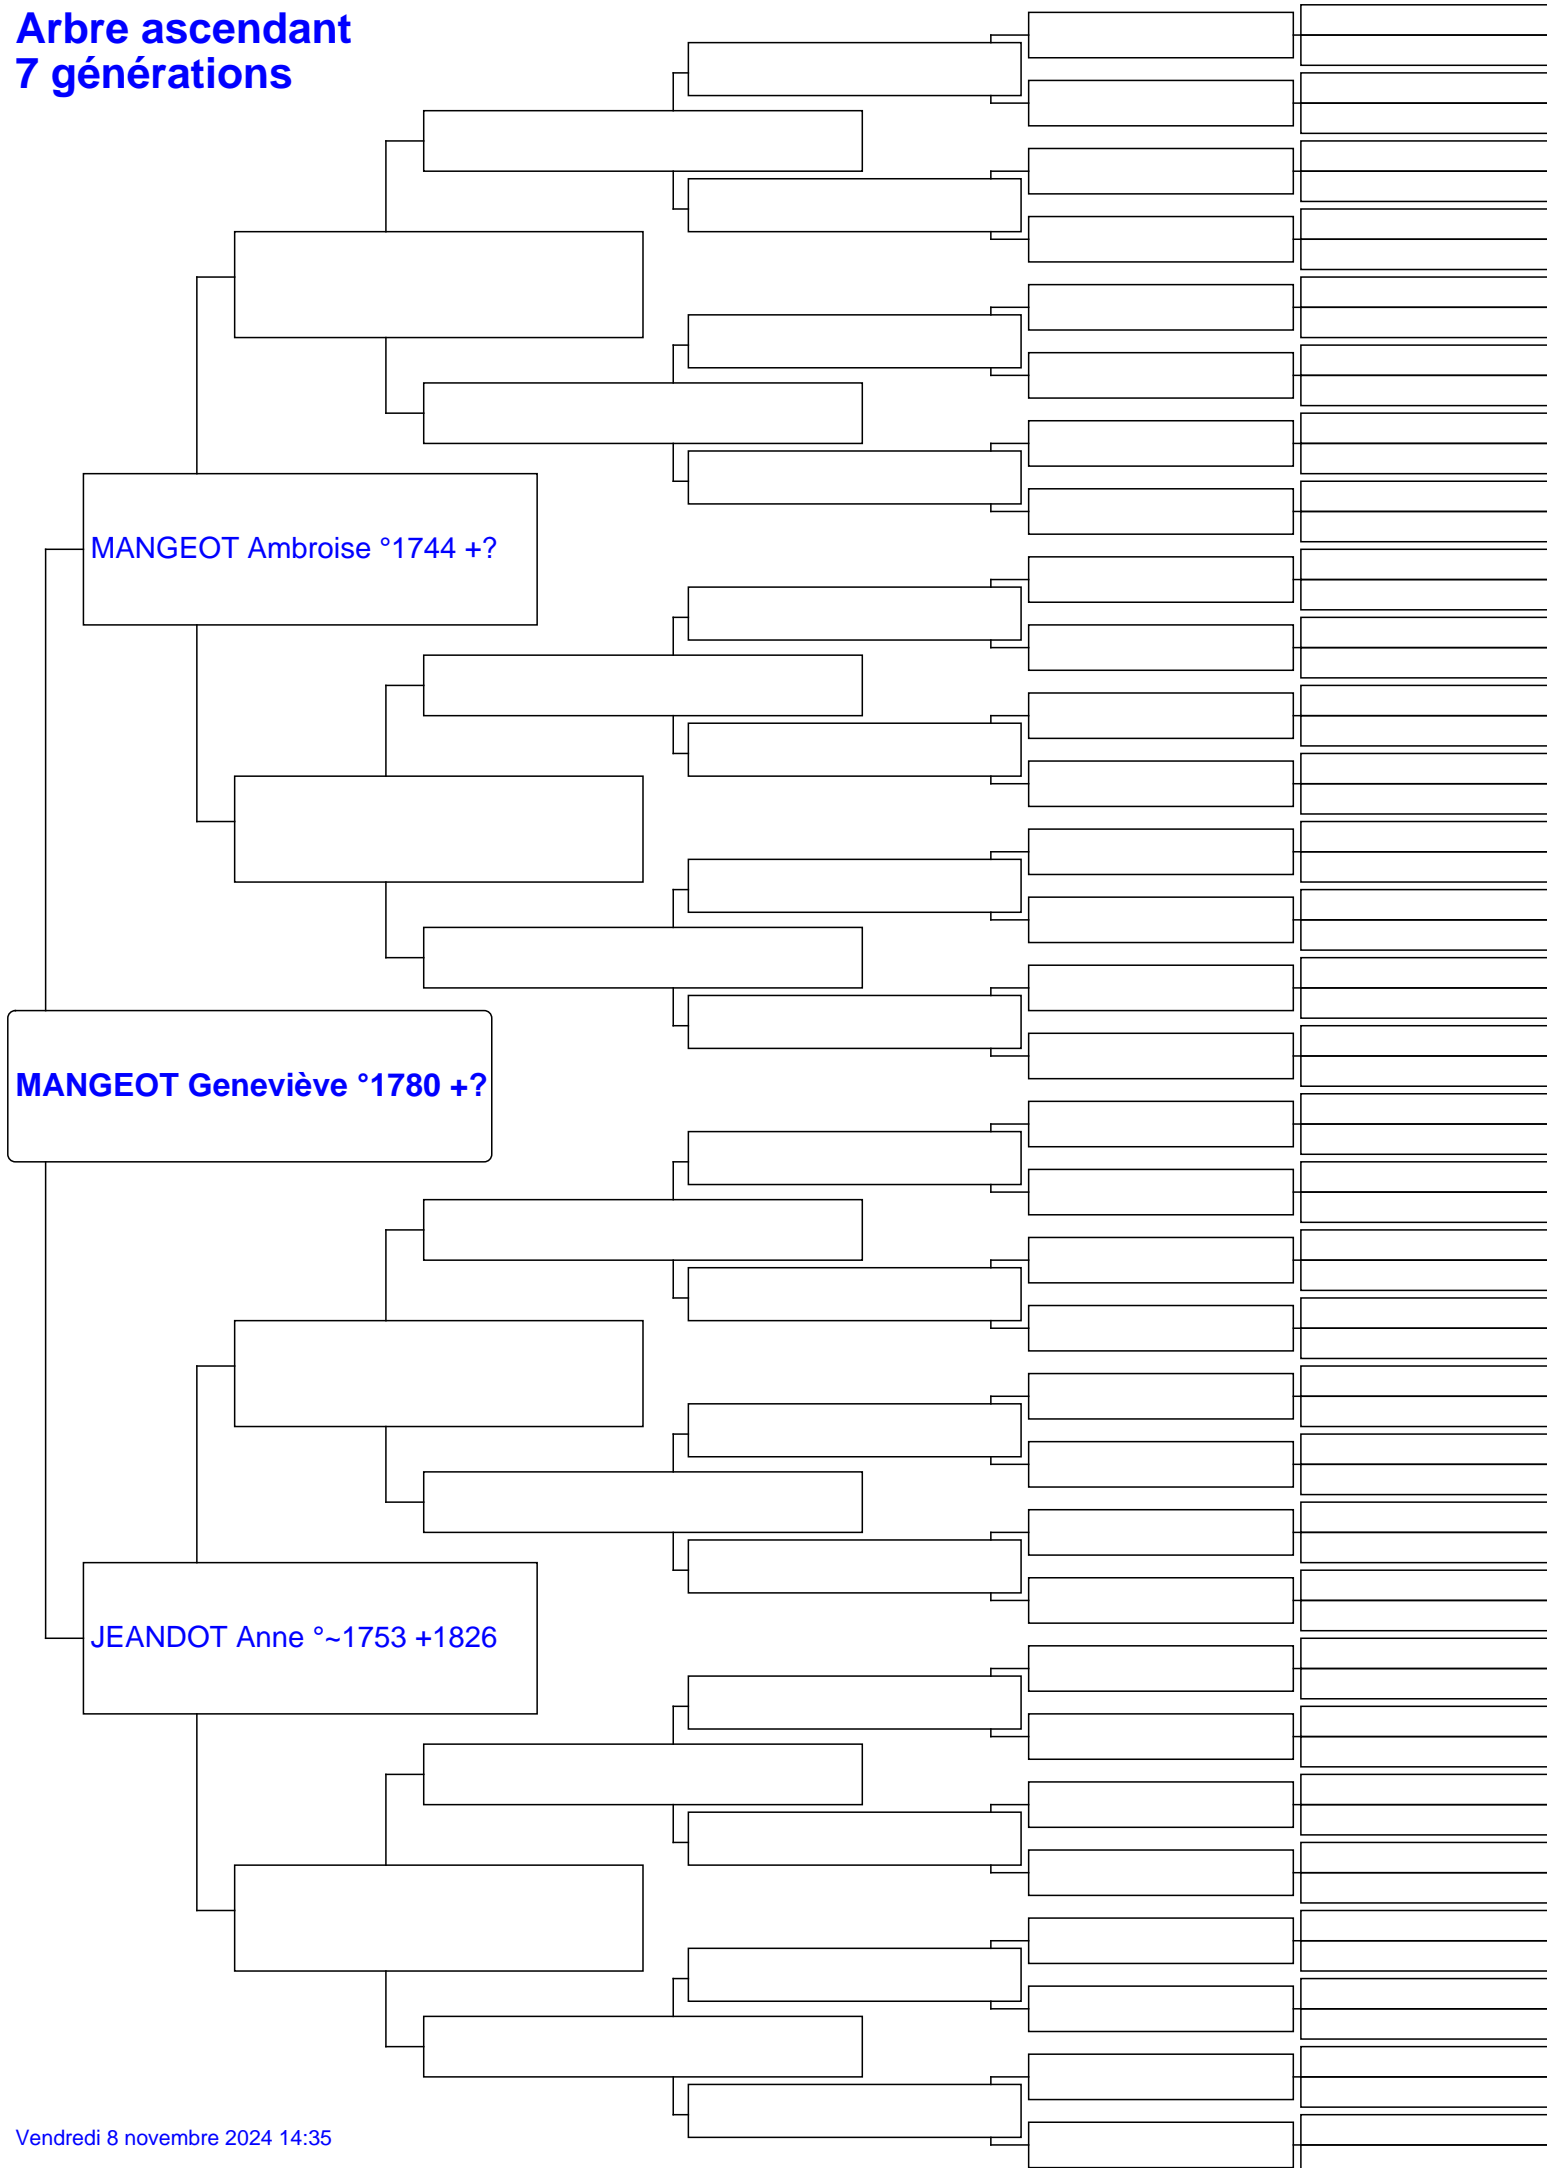 Arbre ascendant
7 générations
MANGEOT Ambroise °1744 +?
MANGEOT Geneviève °1780 +?
JEANDOT Anne °~1753 +1826
Vendredi 8 novembre 2024 14:35